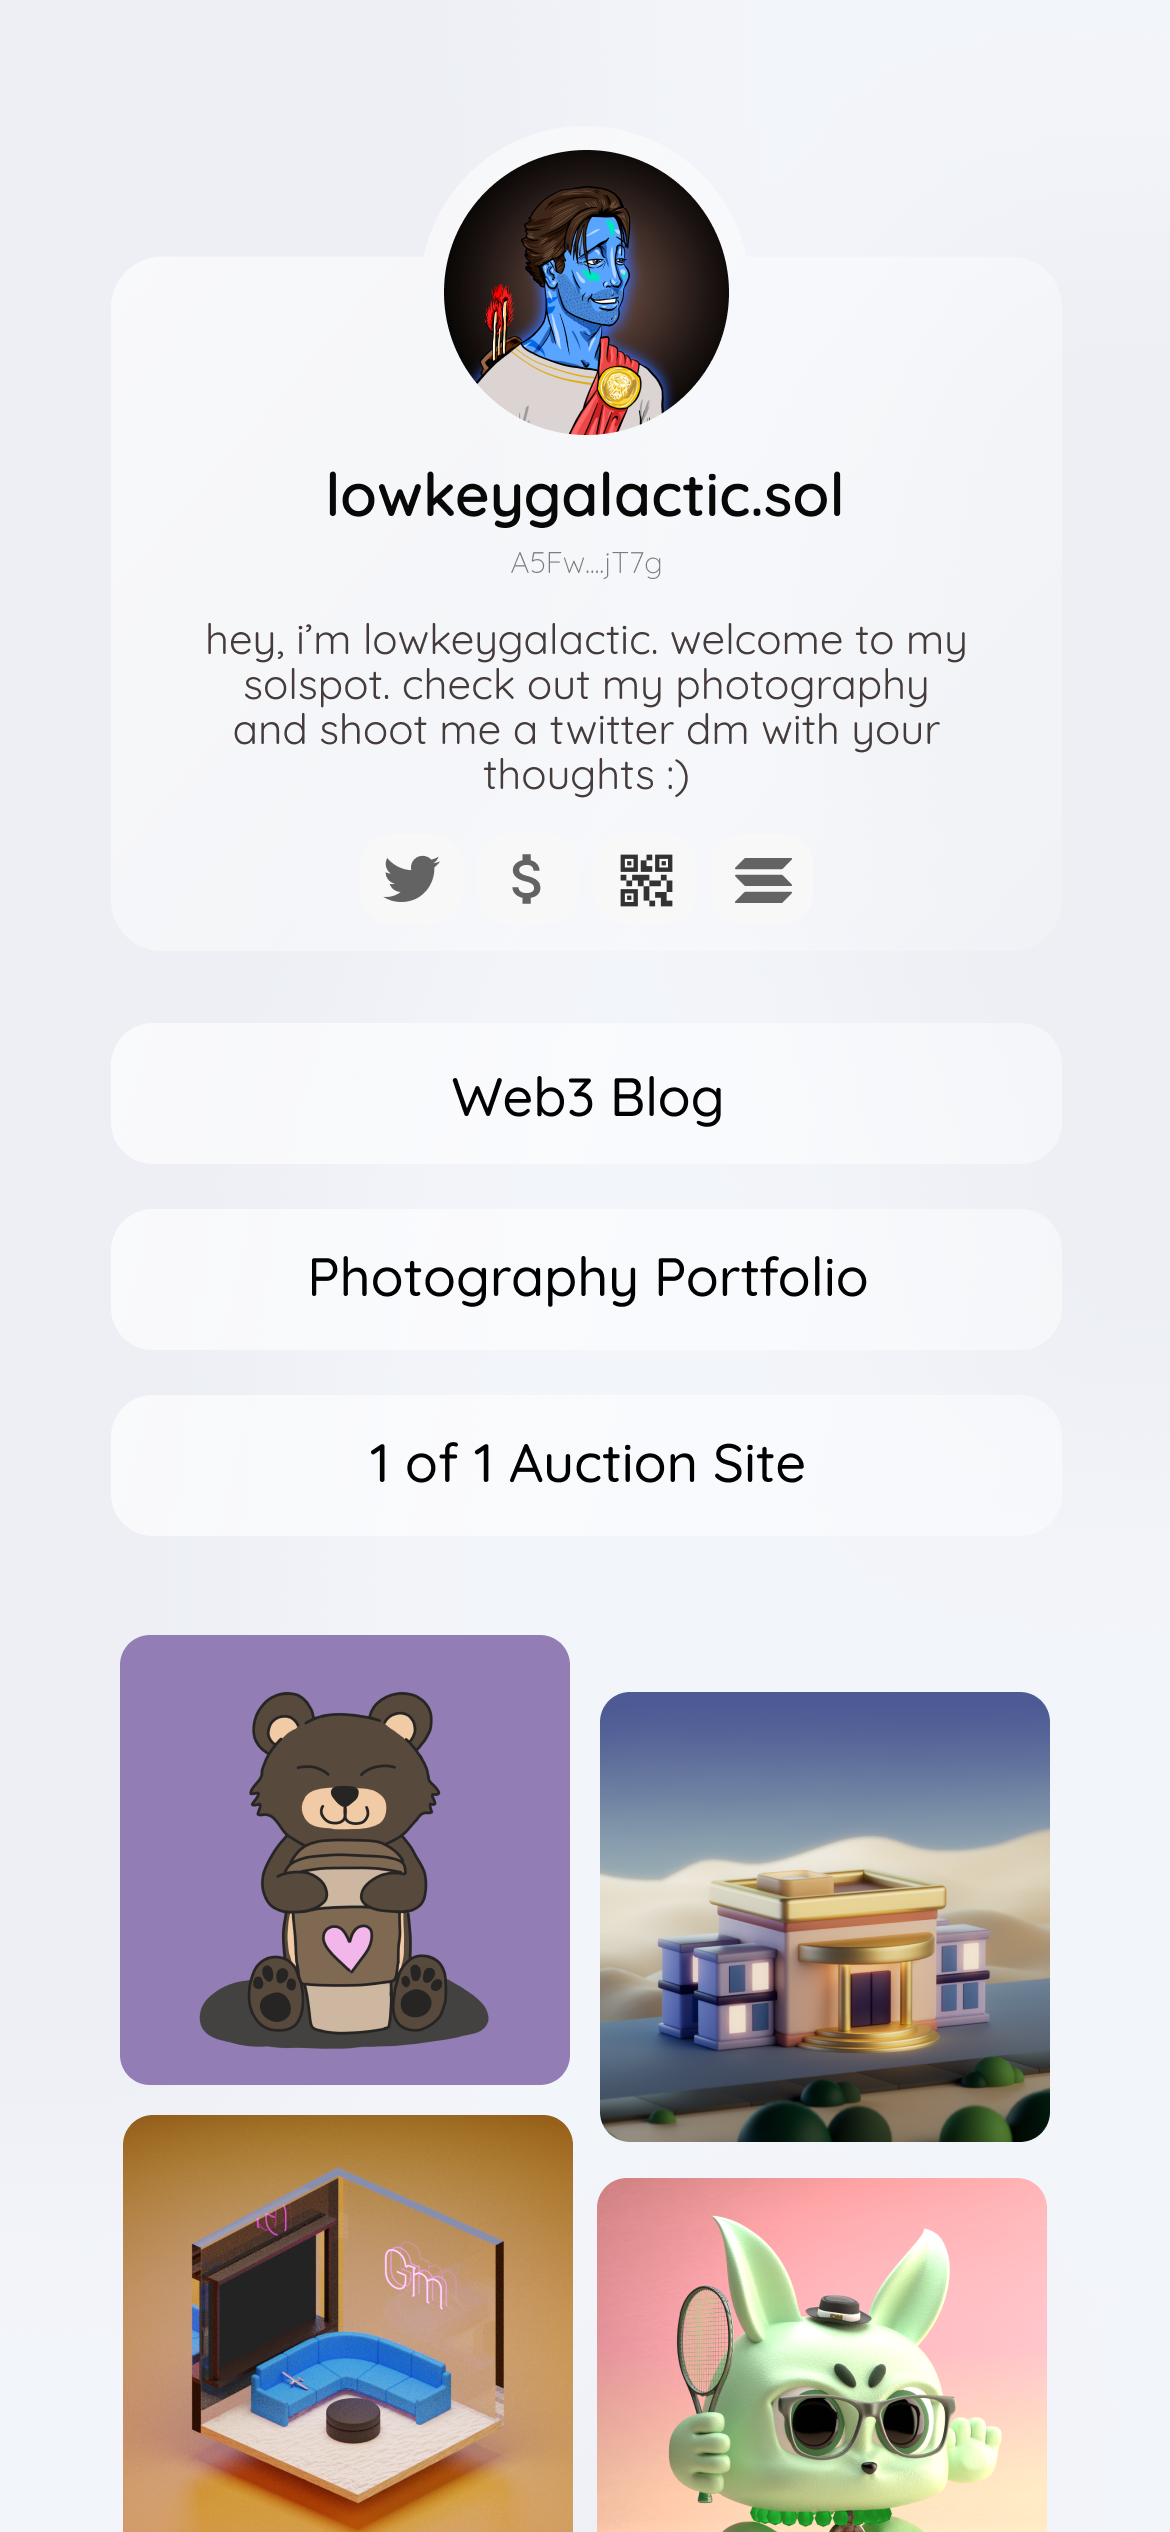 lowkeygalactic.sol
A5Fw....jT7g
hey, i’m lowkeygalactic. welcome to my
solspot. check out my photography
and shoot me a twitter dm with your
thoughts :)
$
Web3 Blog
Photography Portfolio
1 of 1 Auction Site
Gm